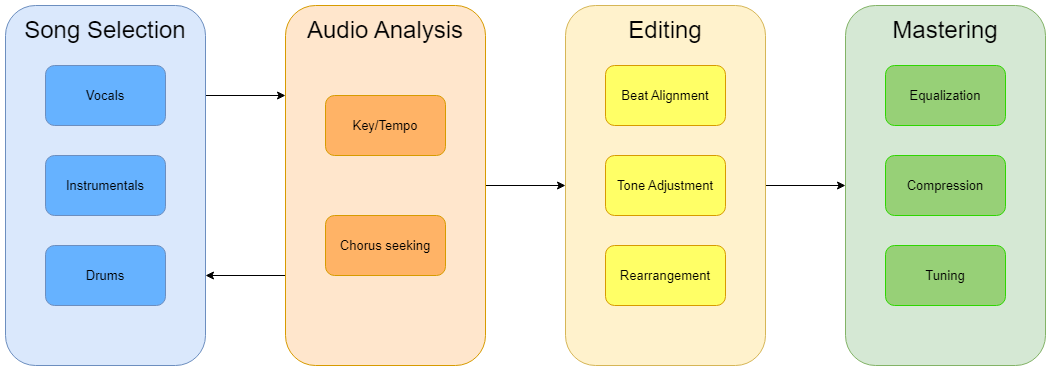 Song Selection
Vocals
Instrumentals
Drums
Audio Analysis
Key/Tempo
Chorus seeking
Editing
Beat Alignment
Tone Adjustment
Rearrangement
Mastering
Equalization
Compression
Tuning